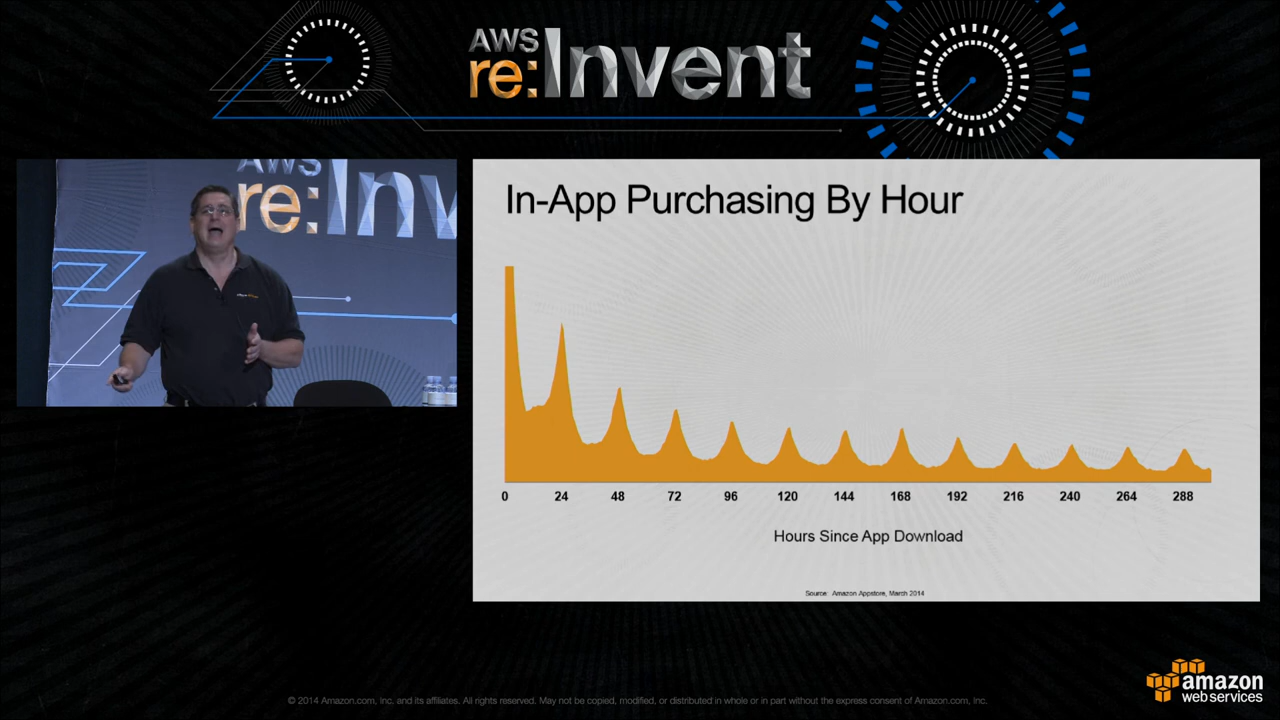 AWS
re:Invent
AWS
re:Inv
In-App Purchasing By Hour
0 24 48 72 96 120 144 168 192 216 240 264 288
Hours Since App Download
Source: Amazon Appstore, March 2014
amazon
web services
© 2014 Amazon.com, Inc. and its affiliates. All rights reserved. May not be copied, modified, or distributed in whole or in part without the express consent of Amazon.com, Inc.